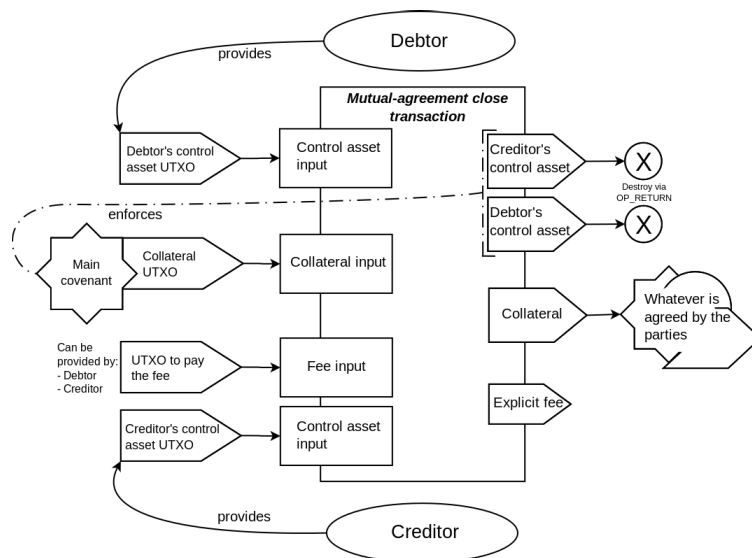 Debtor
provides
Mutual-agreement close
transaction
Debtor's control
asset UTXO
Control asset
input
Creditor's
control asset
X
Destroy via
OP_RETURN
enforces
Debtor's
control asset
X
Main
covenant
Collateral
UTXO
Collateral input
Collateral
Whatever is
agreed by the
parties
Can be
provided by:
- Debtor
- Creditor
UTXO to pay
the fee
Fee input
Explicit fee
Creditor's control
asset UTXO
Control asset
input
provides
Creditor